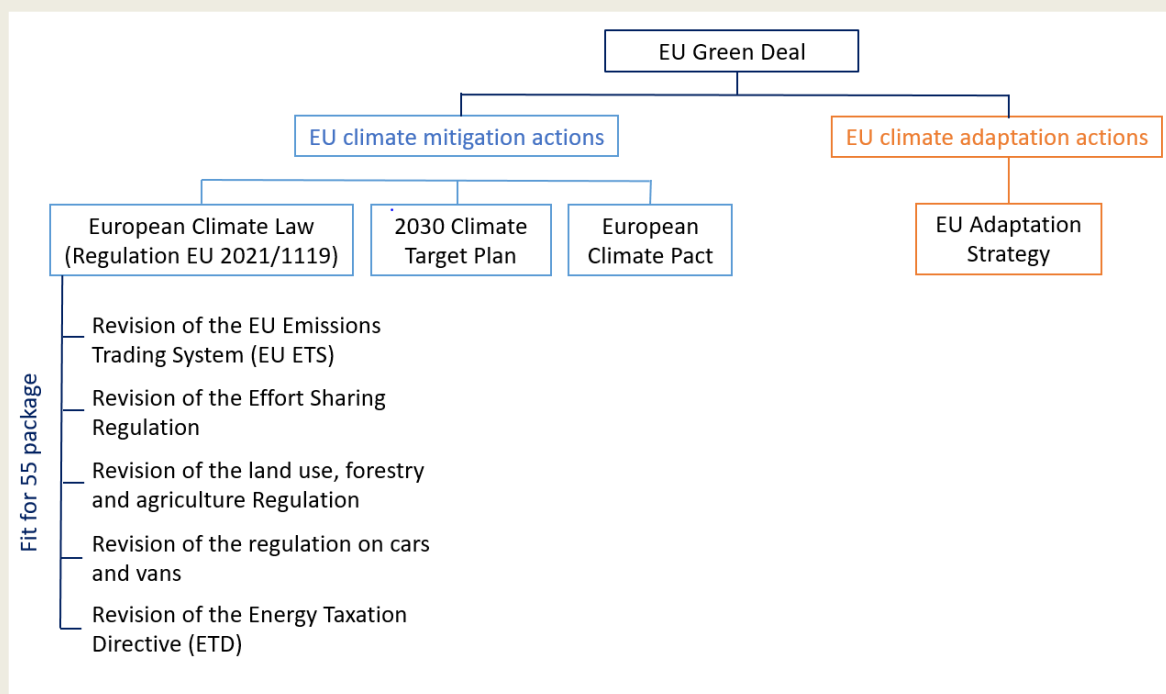 EU Green Deal
EU climate mitigation actions
EU climate adaptation actions
European Climate Law
(Regulation EU 2021/1119)
2030 Climate
Target Plan
European
Climate Pact
EU Adaptation
Strategy
Fit for 55 package
Revision of the EU Emissions
Trading System (EU ETS)
Revision of the Effort Sharing
Regulation
Revision of the land use, forestry
and agriculture Regulation
Revision of the regulation on cars
and vans
Revision of the Energy Taxation
Directive (ETD)